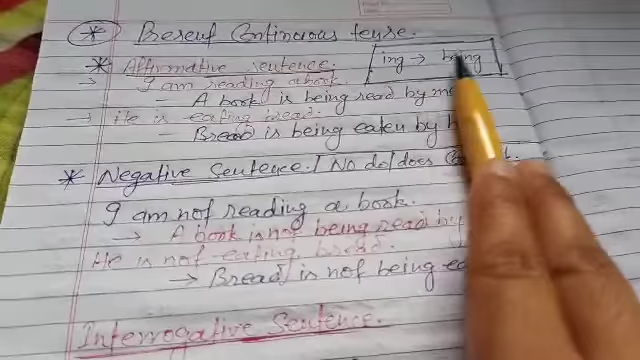 * Present Continuous tense.
ing → being
* Affirmative sentence.
→ I am reading a book.
- A book is being read by me
→ He is eating bread.
- Bread is being eaten by
* Negative Sentence. / No do/does
I am not reading a book.
→ A book is not being read by
He is not eating bread.
→ Bread is not being
Interrogative Sentence.